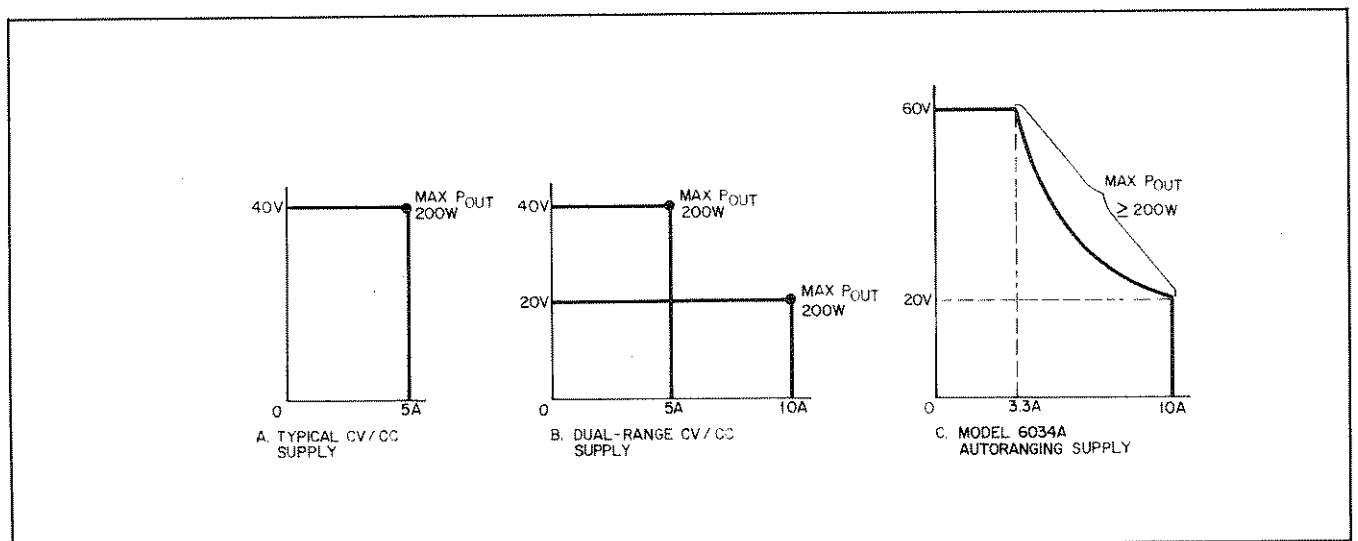 40V
MAX POUT
200W
0
5A
A. TYPICAL CV/CC
SUPPLY
40V
MAX POUT
200W
20V
MAX POUT
200W
0
5A
10A
B. DUAL-RANGE CV/CC
SUPPLY
60V
MAX POUT
≥ 200W
20V
0
3.3A
10A
C. MODEL 6034A
AUTORANGING SUPPLY